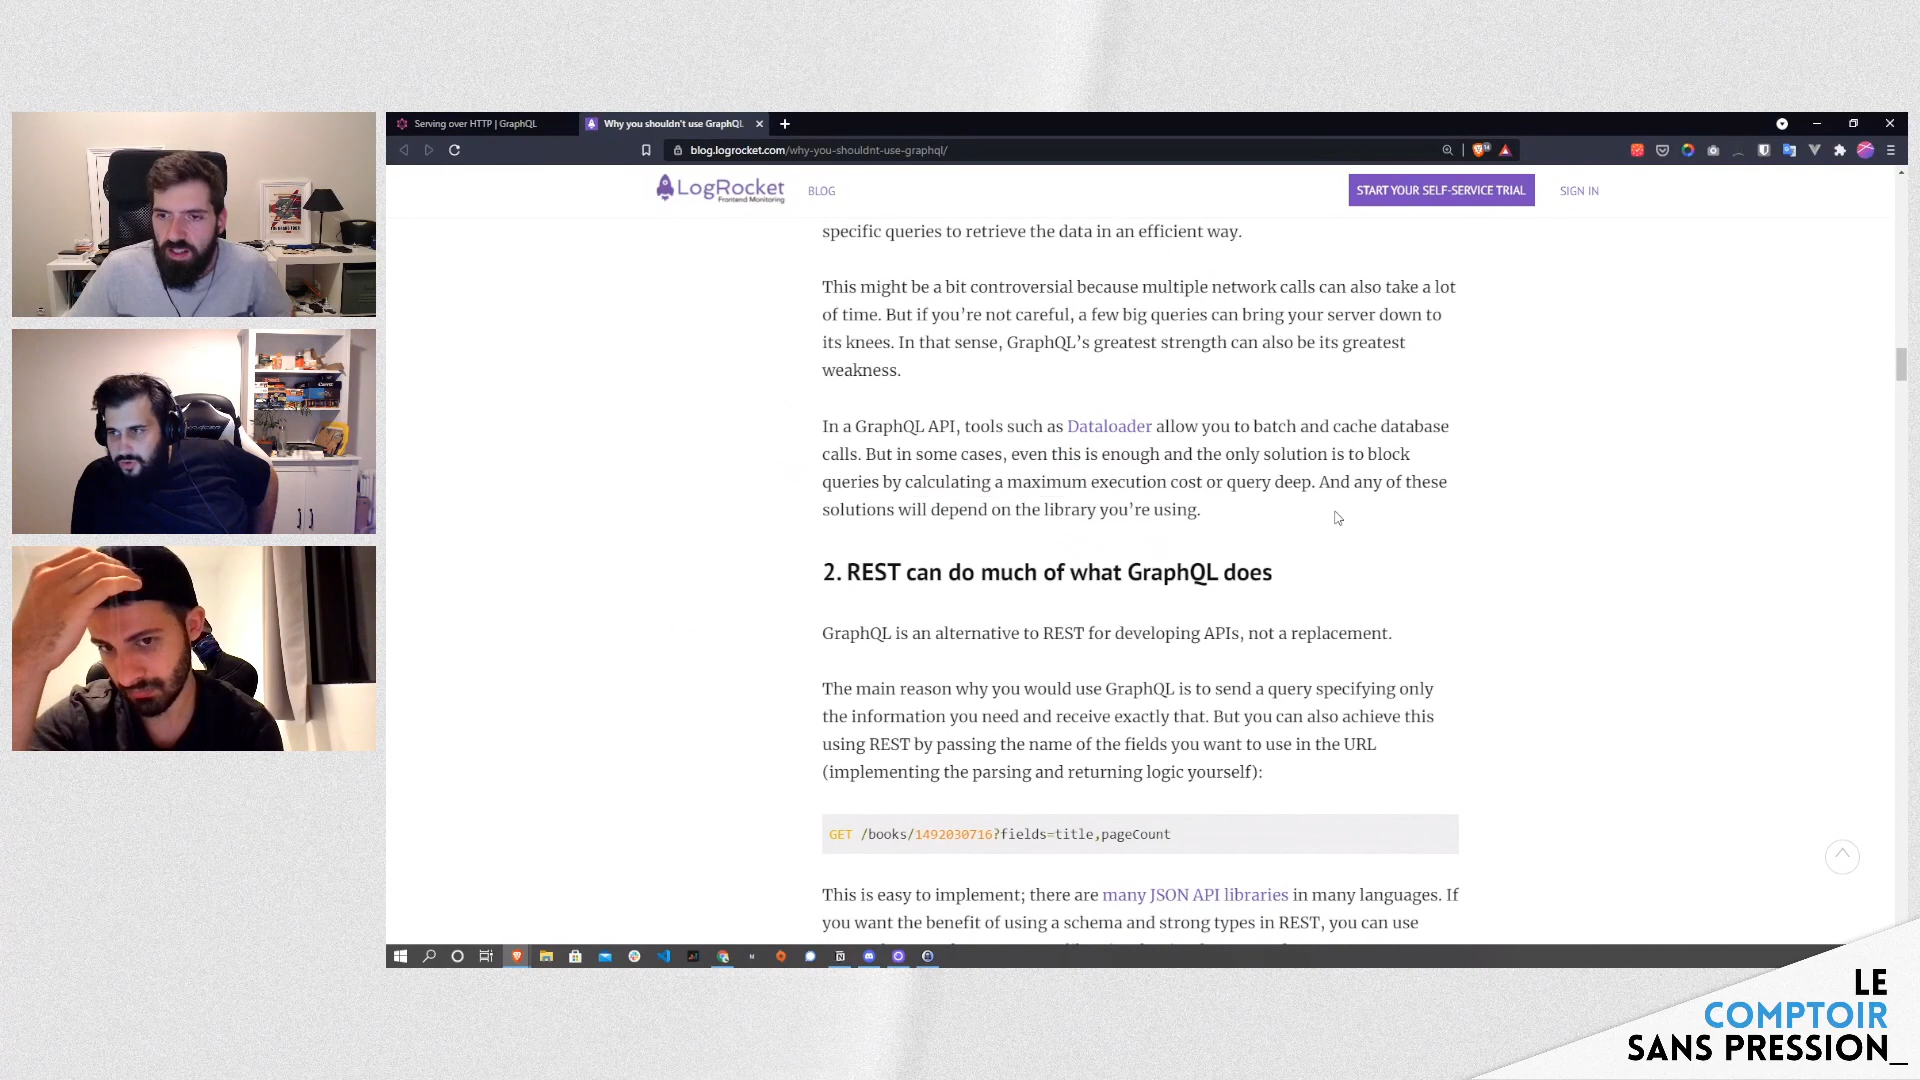 Serving over HTTP | GraphQL
Why you shouldn't use GraphQL
blog.logrocket.com/why-you-shouldnt-use-graphql/
LogRocket
Frontend Monitoring
BLOG
START YOUR SELF-SERVICE TRIAL
SIGN IN
specific queries to retrieve the data in an efficient way.
This might be a bit controversial because multiple network calls can also take a lot
of time. But if you’re not careful, a few big queries can bring your server down to
its knees. In that sense, GraphQL’s greatest strength can also be its greatest
weakness.
In a GraphQL API, tools such as Dataloader allow you to batch and cache database
calls. But in some cases, even this is enough and the only solution is to block
queries by calculating a maximum execution cost or query deep. And any of these
solutions will depend on the library you’re using.
2. REST can do much of what GraphQL does
GraphQL is an alternative to REST for developing APIs, not a replacement.
The main reason why you would use GraphQL is to send a query specifying only
the information you need and receive exactly that. But you can also achieve this
using REST by passing the name of the fields you want to use in the URL
(implementing the parsing and returning logic yourself):
GET /books/1492030716?fields=title,pageCount
This is easy to implement; there are many JSON API libraries in many languages. If
you want the benefit of using a schema and strong types in REST, you can use
LE
COMPTOIR
SANS PRESSION_